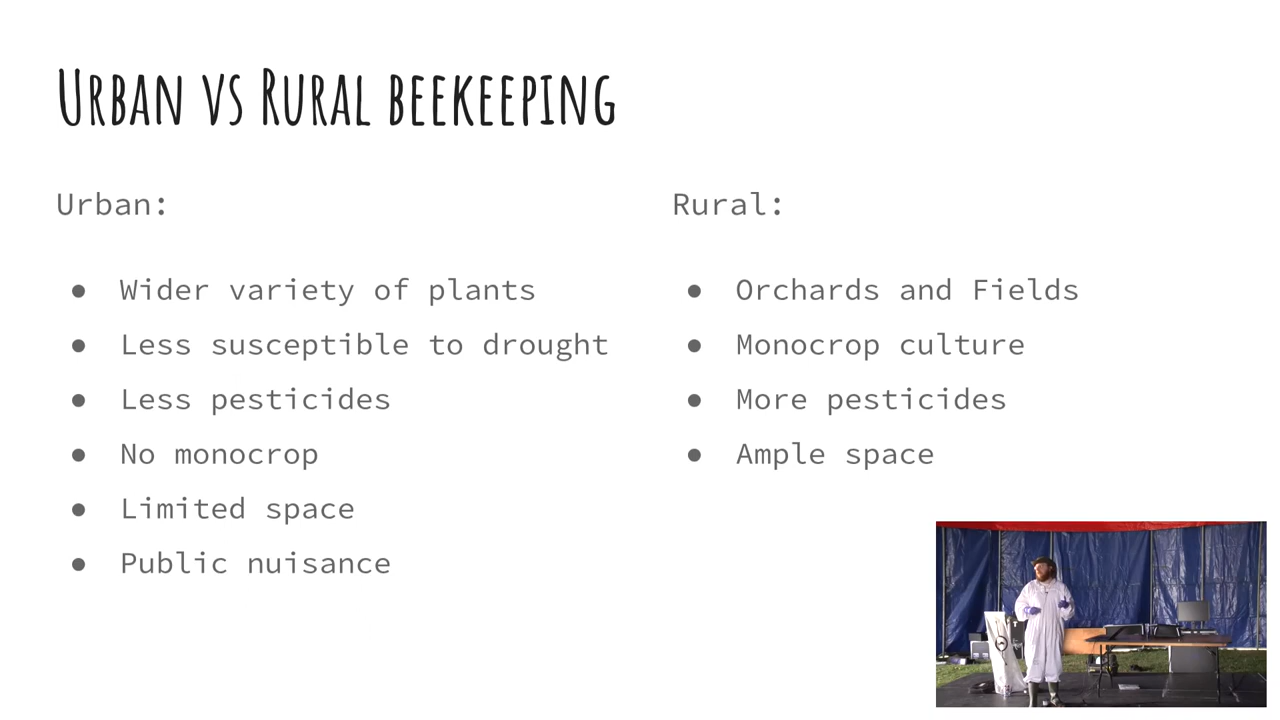 Urban vs Rural beekeeping
Urban:
● Wider variety of plants
● Less susceptible to drought
● Less pesticides
● No monocrop
● Limited space
● Public nuisance
Rural:
● Orchards and Fields
● Monocrop culture
● More pesticides
● Ample space